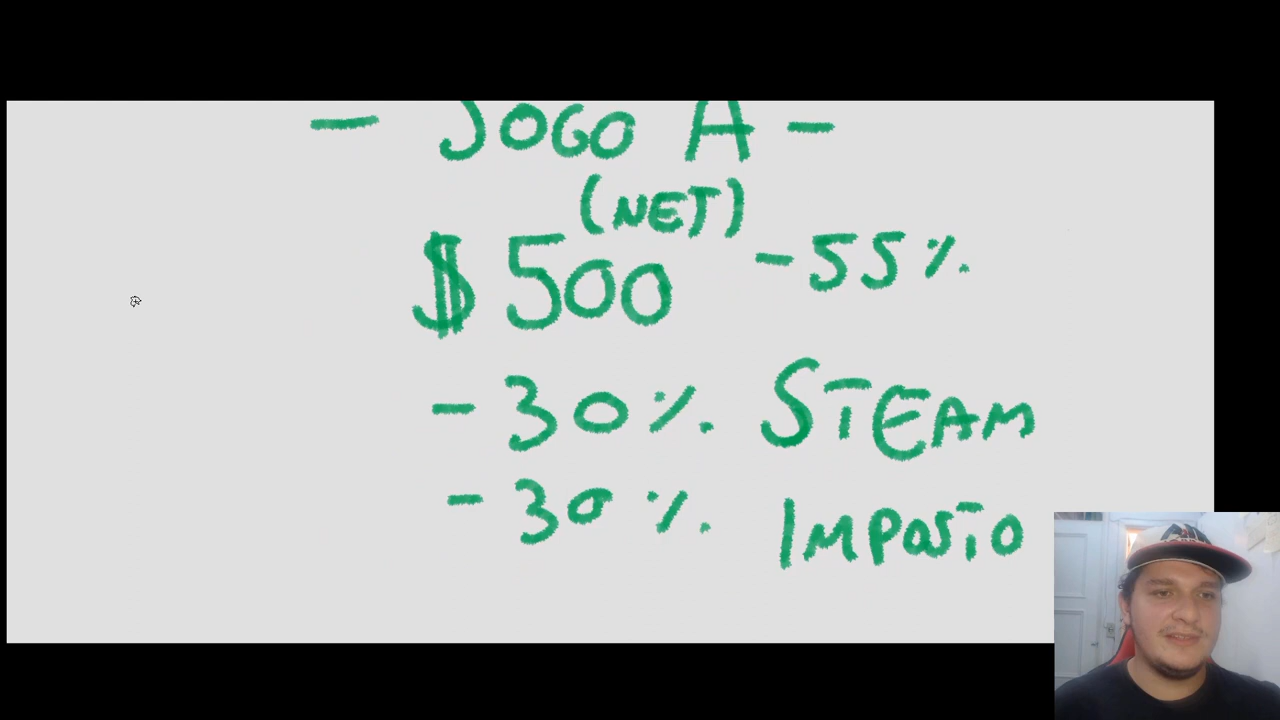 - JOGO A -
(NET)
$ 500 -55%
-30% STEAM
-30% IMPOSTO